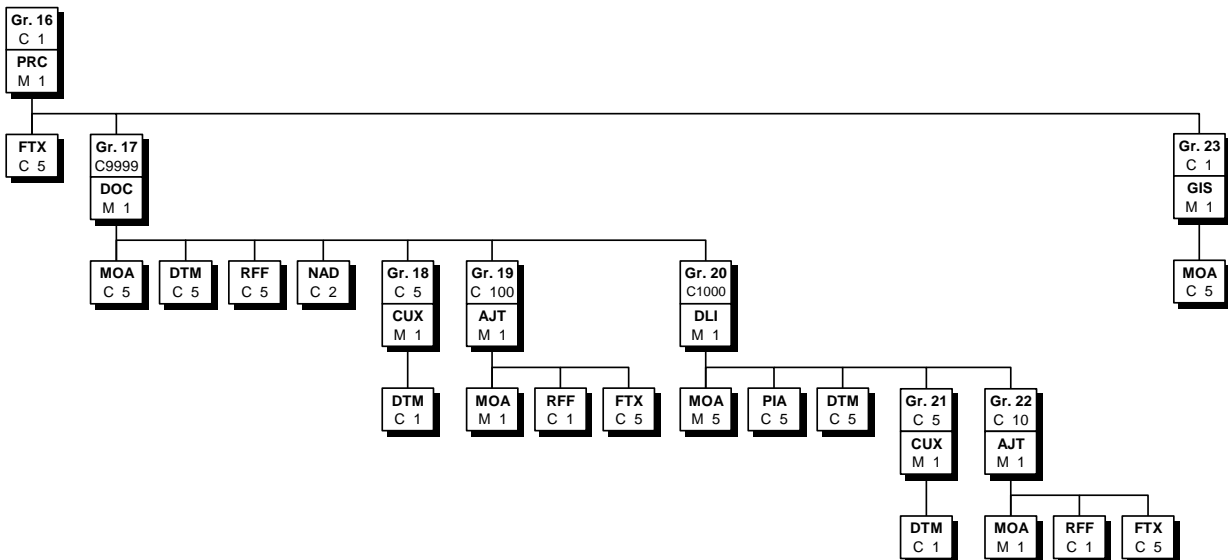 Gr. 16
C 1
PRC
M 1
FTX
C 5
Gr. 17
C9999
DOC
M 1
Gr. 23
C 1
GIS
M 1
MOA
C 5
DTM
C 5
RFF
C 5
NAD
C 2
Gr. 18
C 5
CUX
M 1
Gr. 19
C 100
AJT
M 1
Gr. 20
C1000
DLI
M 1
MOA
C 5
DTM
C 1
MOA
M 1
RFF
C 1
FTX
C 5
MOA
M 5
PIA
C 5
DTM
C 5
Gr. 21
C 5
CUX
M 1
Gr. 22
C 10
AJT
M 1
DTM
C 1
MOA
M 1
RFF
C 1
FTX
C 5